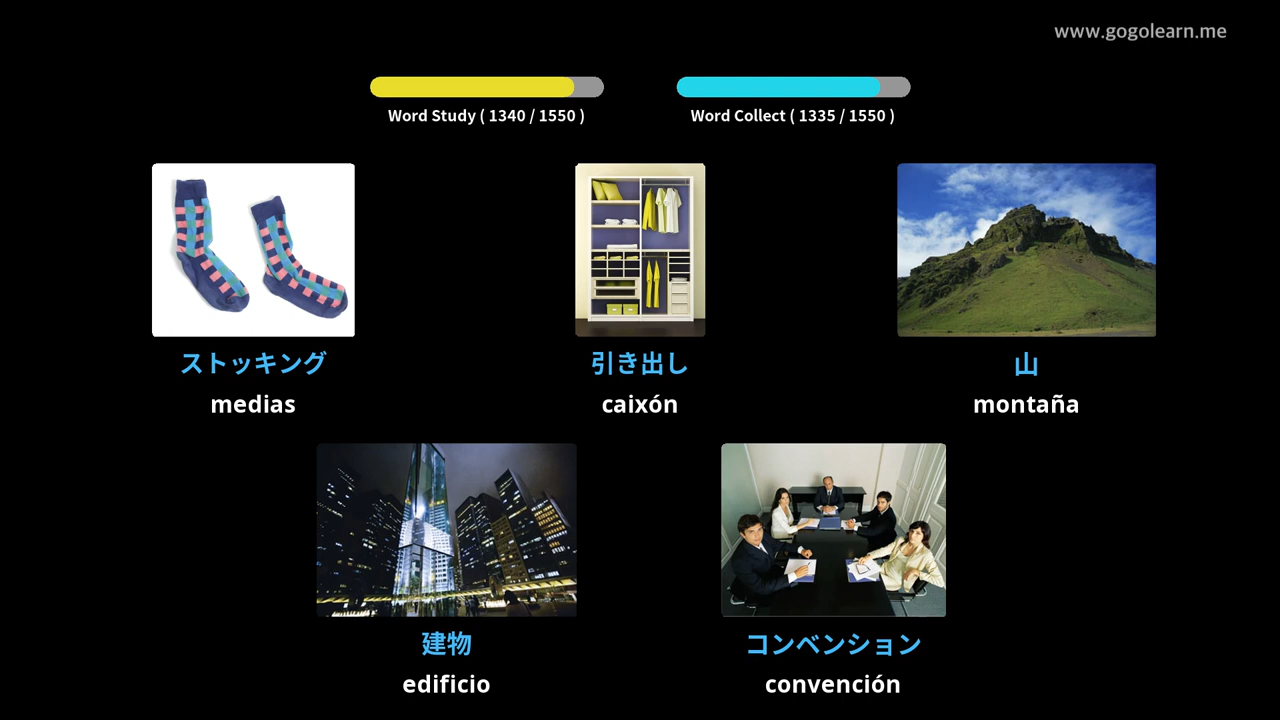 www.gogolearn.me
Word Study ( 1340 / 1550 )
Word Collect ( 1335 / 1550 )
ストッキング
medias
引き出し
caixón
山
montaña
建物
edificio
コンベンション
convención